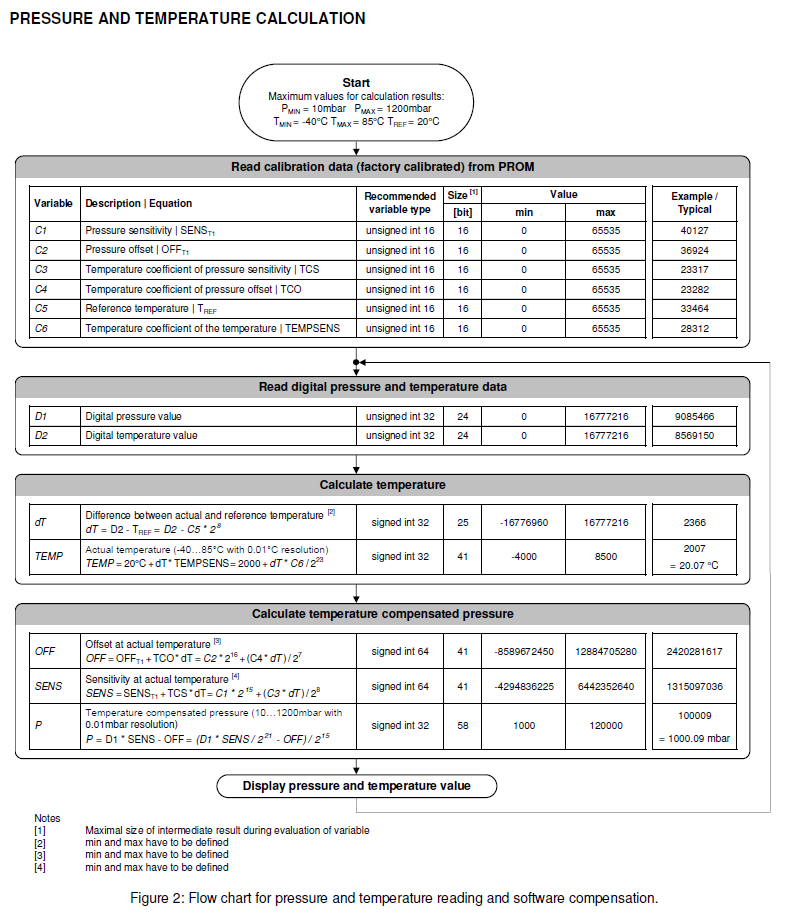 PRESSURE AND TEMPERATURE CALCULATION
Start
Maximum values for calculation results:
PMIN = 10mbar PMAX = 1200mbar
TMIN = -40°C TMAX = 85°C TREF = 20°C
Read calibration data (factory calibrated) from PROM
Variable Description | Equation Recommended variable type Size [1] [bit] Value min max Example / Typical
C1 Pressure sensitivity | SENST1 unsigned int 16 16 0 65535 40127
C2 Pressure offset | OFFT1 unsigned int 16 16 0 65535 36924
C3 Temperature coefficient of pressure sensitivity | TCS unsigned int 16 16 0 65535 23317
C4 Temperature coefficient of pressure offset | TCO unsigned int 16 16 0 65535 23282
C5 Reference temperature | TREF unsigned int 16 16 0 65535 33464
C6 Temperature coefficient of the temperature | TEMPSENS unsigned int 16 16 0 65535 28312
Read digital pressure and temperature data
D1 Digital pressure value unsigned int 32 24 0 16777216 9085466
D2 Digital temperature value unsigned int 32 24 0 16777216 8569150
Calculate temperature
dT Difference between actual and reference temperature [2]
dT = D2 - TREF = D2 - C5 * 2^8 signed int 32 25 -16776960 16777216 2366
TEMP Actual temperature (-40…85°C with 0.01°C resolution)
TEMP = 20°C + dT * TEMPSENS = 2000 + dT * C6 / 2^23 signed int 32 41 -4000 8500 2007
= 20.07 °C
Calculate temperature compensated pressure
OFF Offset at actual temperature [3]
OFF = OFFT1 + TCO * dT = C2 * 2^16 + (C4 * dT) / 2^7 signed int 64 41 -8589672450 12884705280 2420281617
SENS Sensitivity at actual temperature [4]
SENS = SENST1 + TCS * dT = C1 * 2^15 + (C3 * dT) / 2^8 signed int 64 41 -4294836225 6442352640 1315097036
P Temperature compensated pressure (10…1200mbar with
0.01mbar resolution)
P = D1 * SENS - OFF = (D1 * SENS / 2^21 - OFF) / 2^15 signed int 32 58 1000 120000 100009
= 1000.09 mbar
Display pressure and temperature value
Notes
[1] Maximal size of intermediate result during evaluation of variable
[2] min and max have to be defined
[3] min and max have to be defined
[4] min and max have to be defined
Figure 2: Flow chart for pressure and temperature reading and software compensation.